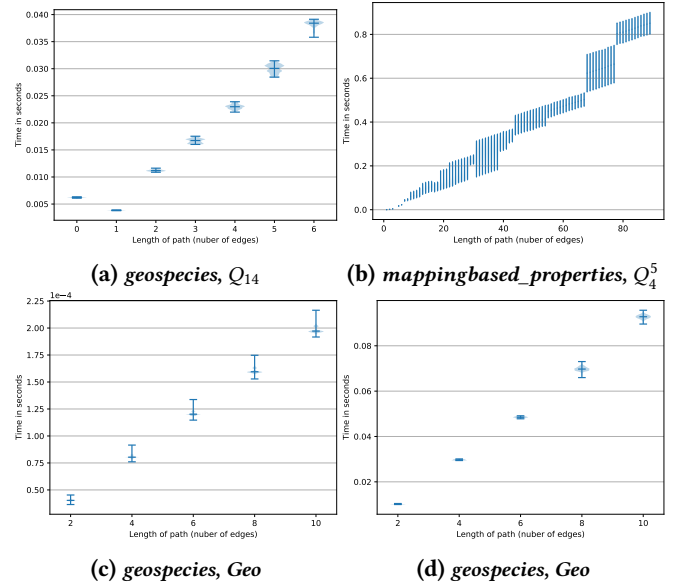 0.040
0.035
0.030
0.025
0.020
0.015
0.010
0.005
Time in seconds
0 1 2 3 4 5 6
Length of path (nuber of edges)
(a) geospecies, Q14
0.8
0.6
0.4
0.2
0.0
Time in seconds
0 20 40 60 80
Length of path (nuber of edges)
(b) mappingbased_properties, Q⁵₄
1e−4
2.25
2.00
1.75
1.50
1.25
1.00
0.75
0.50
Time in seconds
2 4 6 8 10
Length of path (nuber of edges)
(c) geospecies, Geo
0.08
0.06
0.04
0.02
Time in seconds
2 4 6 8 10
Length of path (nuber of edges)
(d) geospecies, Geo